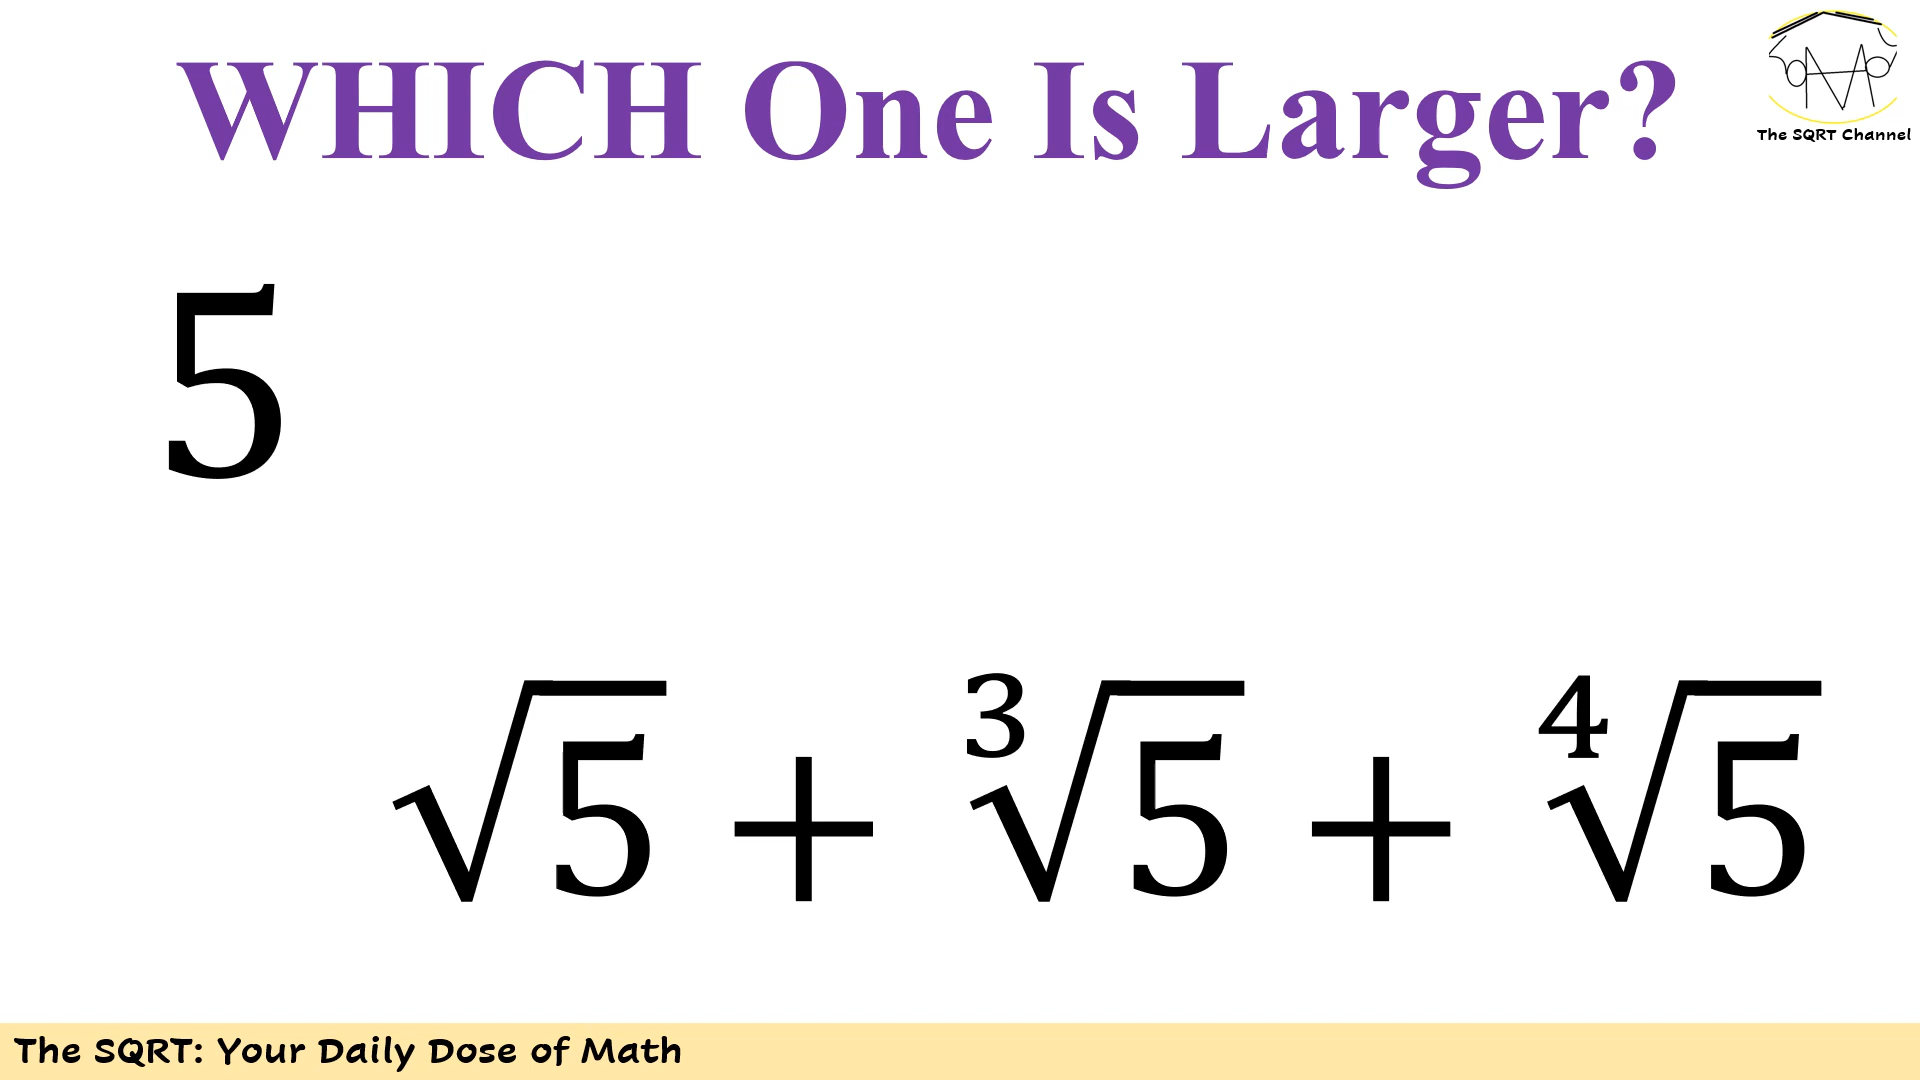 WHICH One Is Larger?
The SQRT Channel
5
√5 + ∛5 + ∜5
The SQRT: Your Daily Dose of Math